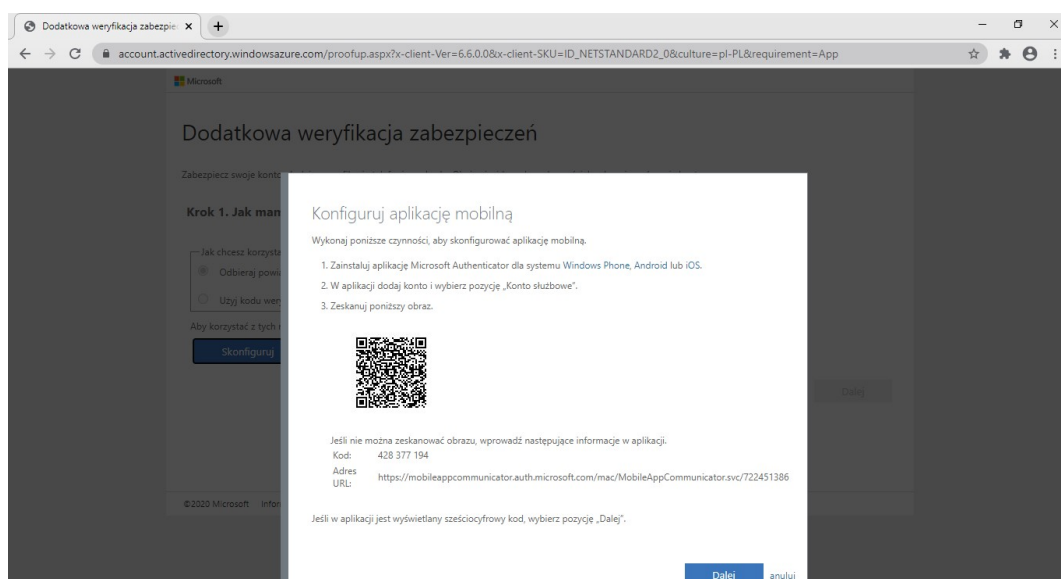 Dodatkowa weryfikacja zabezpie
account.activedirectory.windowsazure.com/proofup.aspx?x-client-Ver=6.6.0.0&x-client-SKU=ID_NETSTANDARD2_0&culture=pl-PL&requirement=App
Microsoft
Dodatkowa weryfikacja zabezpieczeń
Zabezpiecz swoje konto
Krok 1. Jak mam
Jak chcesz korzysta
Odbieraj powia
Użyj kodu wery
Aby korzystać z tych
Skonfiguruj
Dalej
©2020 Microsoft
Konfiguruj aplikację mobilną
Wykonaj poniższe czynności, aby skonfigurować aplikację mobilną.
1. Zainstaluj aplikację Microsoft Authenticator dla systemu Windows Phone, Android lub iOS.
2. W aplikacji dodaj konto i wybierz pozycję „Konto służbowe”.
3. Zeskanuj poniższy obraz.
Jeśli nie można zeskanować obrazu, wprowadź następujące informacje w aplikacji.
Kod: 428 377 194
Adres
URL: https://mobileappcommunicator.auth.microsoft.com/mac/MobileAppCommunicator.svc/722451386
Jeśli w aplikacji jest wyświetlany sześciocyfrowy kod, wybierz pozycję „Dalej”.
Dalej anuluj